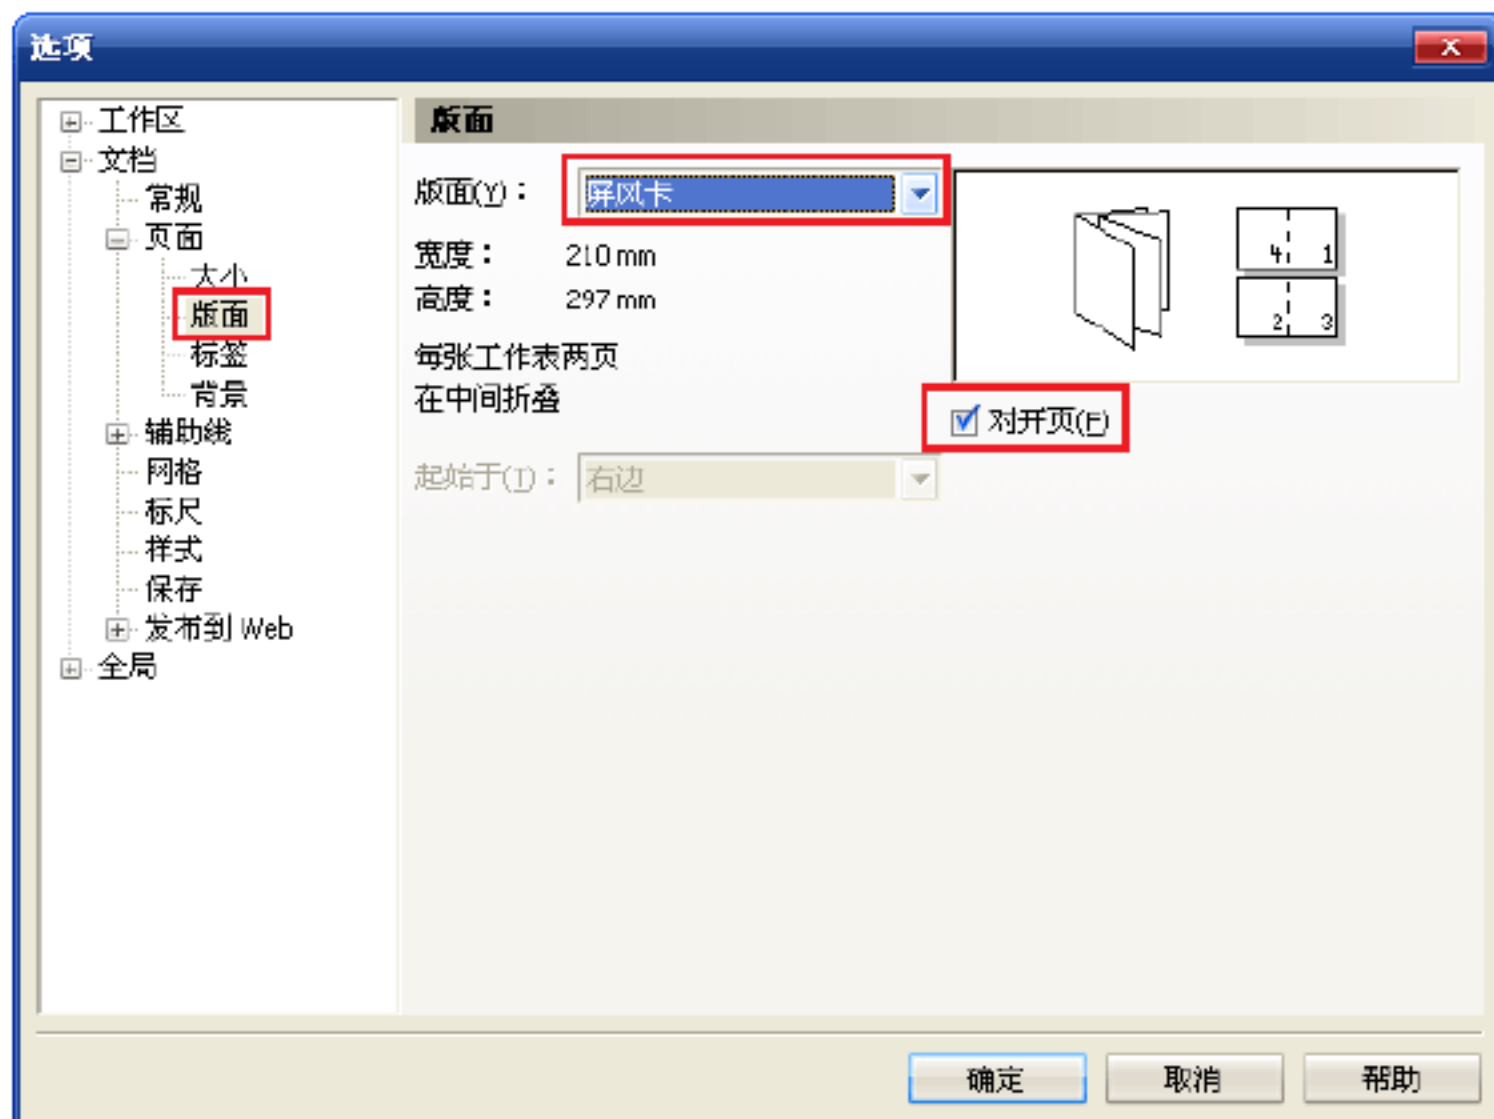 选项
工作区
文档
常规
页面
大小
版面
标签
背景
辅助线
网格
标尺
样式
保存
发布到 Web
全局
版面
版面(Y)： 屏风卡
宽度： 210 mm
高度： 297 mm
每张工作表两页
在中间折叠
4 1
2 3
对开页(F)
起始于(T)： 右边
确定 取消 帮助